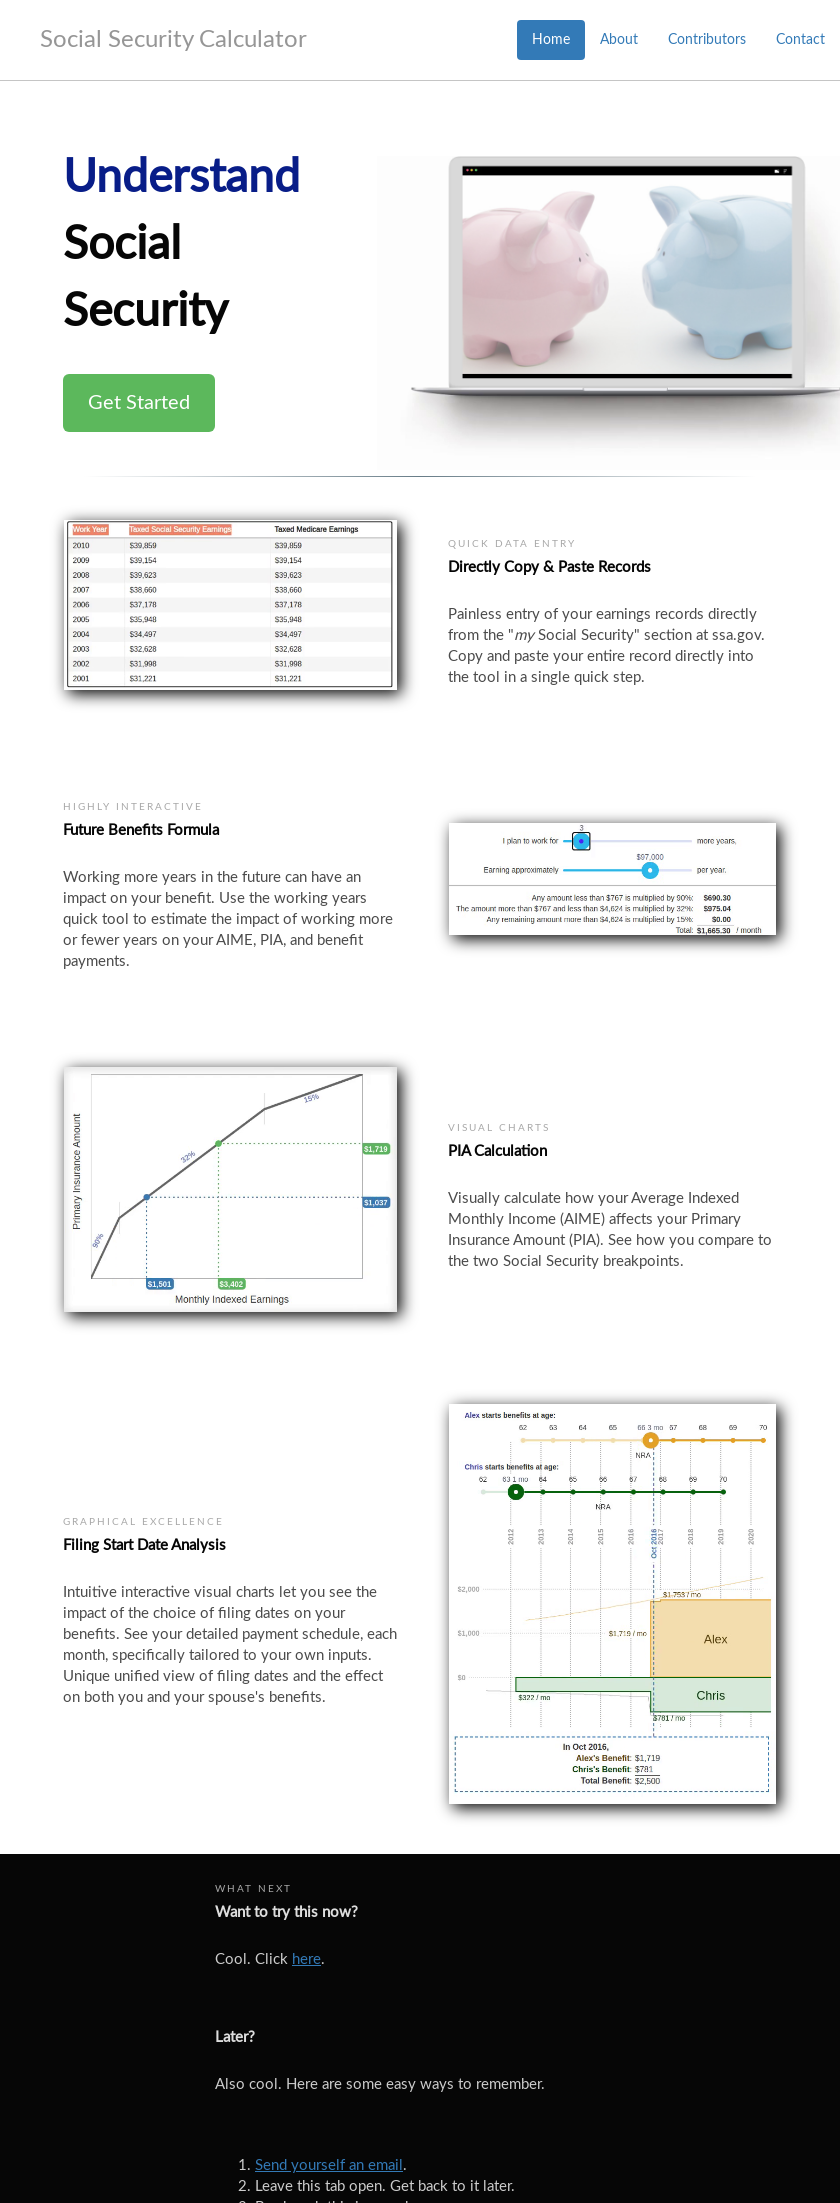 Social Security Calculator
Home About Contributors Contact
Understand
Social
Security
Get Started
Work Year Taxed Social Security Earnings Taxed Medicare Earnings
2010 $39,859 $39,859
2009 $39,154 $39,154
2008 $39,623 $39,623
2007 $38,660 $38,660
2006 $37,178 $37,178
2005 $35,948 $35,948
2004 $34,497 $34,497
2003 $32,628 $32,628
2002 $31,998 $31,998
2001 $31,221 $31,221
QUICK DATA ENTRY
Directly Copy & Paste Records
Painless entry of your earnings records directly
from the "my Social Security" section at ssa.gov.
Copy and paste your entire record directly into
the tool in a single quick step.
HIGHLY INTERACTIVE
Future Benefits Formula
Working more years in the future can have an
impact on your benefit. Use the working years
quick tool to estimate the impact of working more
or fewer years on your AIME, PIA, and benefit
payments.
3
I plan to work for more years.
$97,000
Earning approximately per year.
Any amount less than $767 is multiplied by 90%: $690.30
The amount more than $767 and less than $4,624 is multiplied by 32%: $975.04
Any remaining amount more than $4,624 is multiplied by 15%: $0.00
Total: $1,665.30 / month
Primary Insurance Amount
90%
32%
15%
$1,719
$1,037
$1,501 $3,402
Monthly Indexed Earnings
VISUAL CHARTS
PIA Calculation
Visually calculate how your Average Indexed
Monthly Income (AIME) affects your Primary
Insurance Amount (PIA). See how you compare to
the two Social Security breakpoints.
GRAPHICAL EXCELLENCE
Filing Start Date Analysis
Intuitive interactive visual charts let you see the
impact of the choice of filing dates on your
benefits. See your detailed payment schedule, each
month, specifically tailored to your own inputs.
Unique unified view of filing dates and the effect
on both you and your spouse's benefits.
Alex starts benefits at age:
62 63 64 65 66 3 mo 67 68 69 70
NRA
Chris starts benefits at age:
62 63 1 mo 64 65 66 67 68 69 70
NRA
2012 2013 2014 2015 2016 Oct 2016 2017 2018 2019 2020
$2,000
$1,753 / mo
$1,000
$1,719 / mo
Alex
$0
Chris
$322 / mo
$781 / mo
In Oct 2016,
Alex's Benefit: $1,719
Chris's Benefit: $781
Total Benefit: $2,500
WHAT NEXT
Want to try this now?
Cool. Click here.
Later?
Also cool. Here are some easy ways to remember.
1. Send yourself an email.
2. Leave this tab open. Get back to it later.